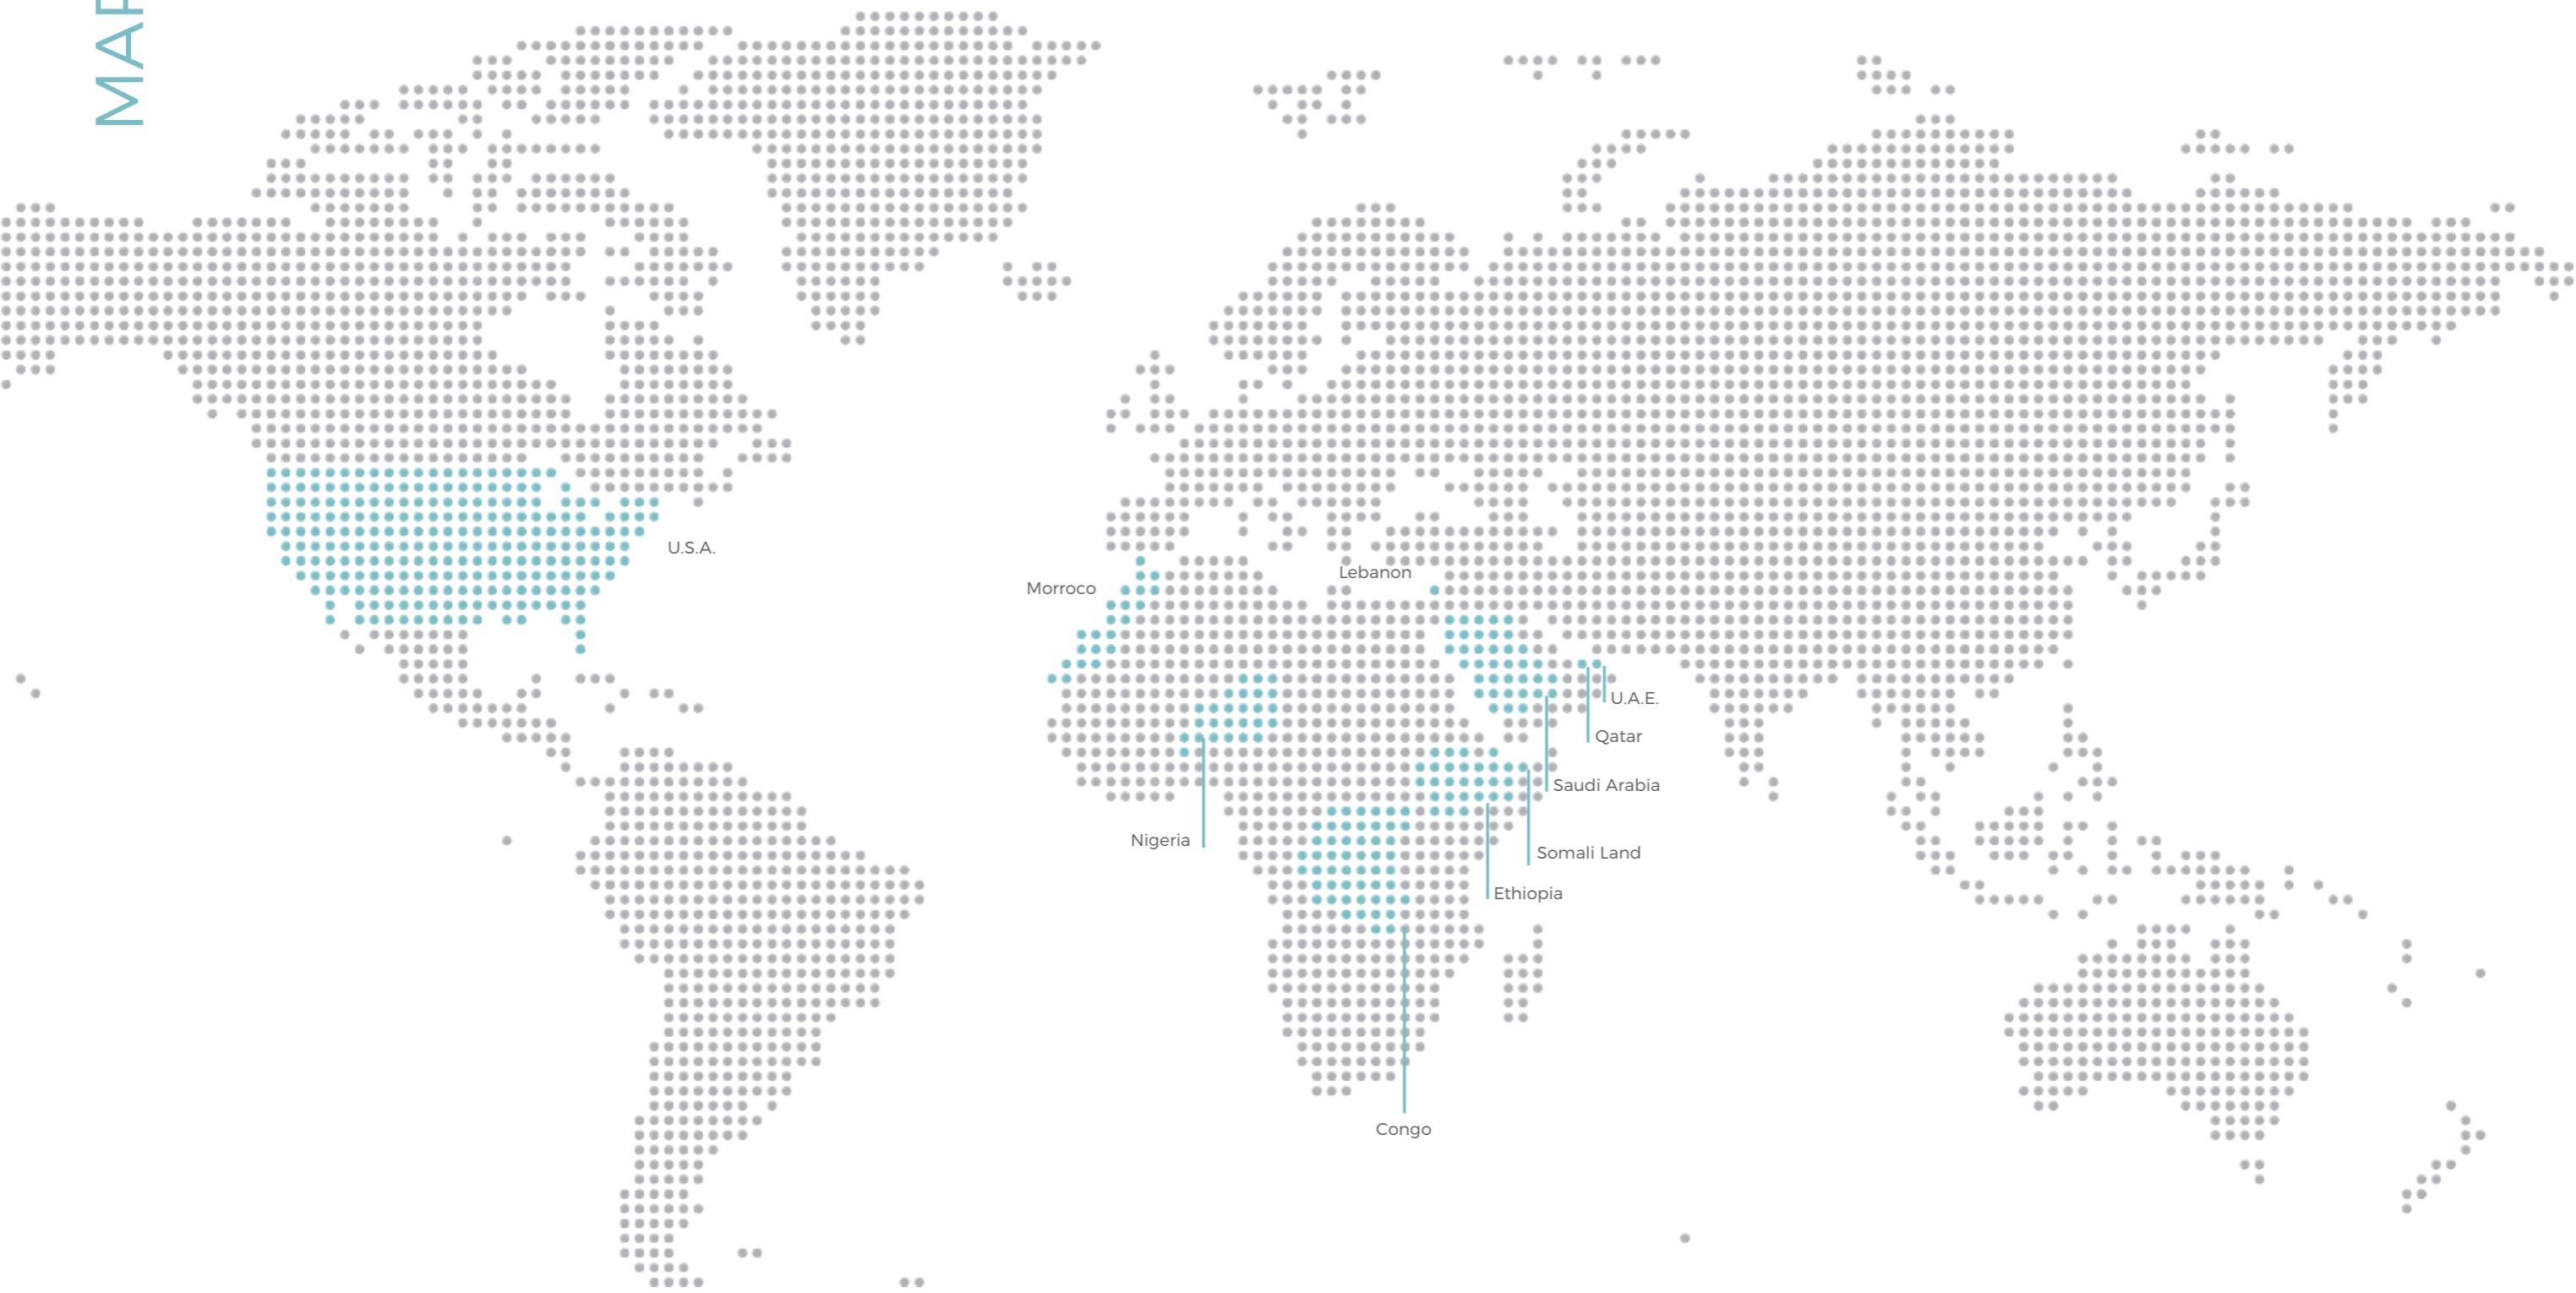 U.S.A.
Morroco
Lebanon
U.A.E.
Qatar
Saudi Arabia
Nigeria
Somali Land
Ethiopia
Congo